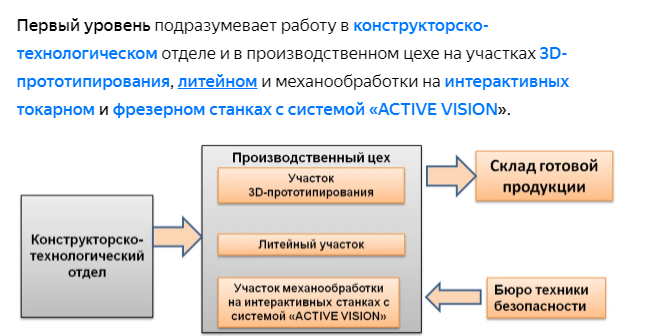 Первый уровень подразумевает работу в конструкторско-
технологическом отделе и в производственном цехе на участках 3D-
прототипирования, литейном и механообработки на интерактивных
токарном и фрезерном станках с системой «ACTIVE VISION».
Производственный цех
Участок
3D-прототипирования
Склад готовой
продукции
Конструкторско-
технологический
отдел
Литейный участок
Участок механообработки
на интерактивных станках с
системой «ACTIVE VISION»
Бюро техники
безопасности